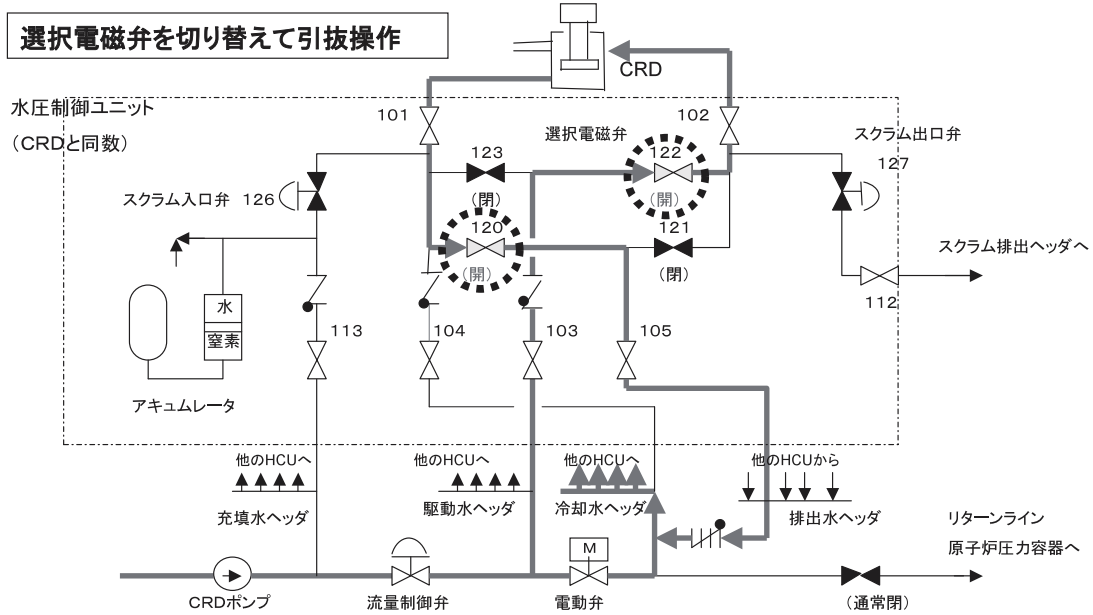 選択電磁弁を切り替えて引抜操作
CRD
水圧制御ユニット
(CRDと同数)
101
102
選択電磁弁
スクラム出口弁
123
122
127
(閉)
(開)
スクラム入口弁 126
120
121
(開)
(閉)
スクラム排出ヘッダへ
水
窒素
112
113
104
103
105
アキュムレータ
他のHCUへ
他のHCUへ
他のHCUへ
他のHCUから
充填水ヘッダ
駆動水ヘッダ
冷却水ヘッダ
排出水ヘッダ
リターンライン
原子炉圧力容器へ
M
CRDポンプ
流量制御弁
電動弁
(通常閉)